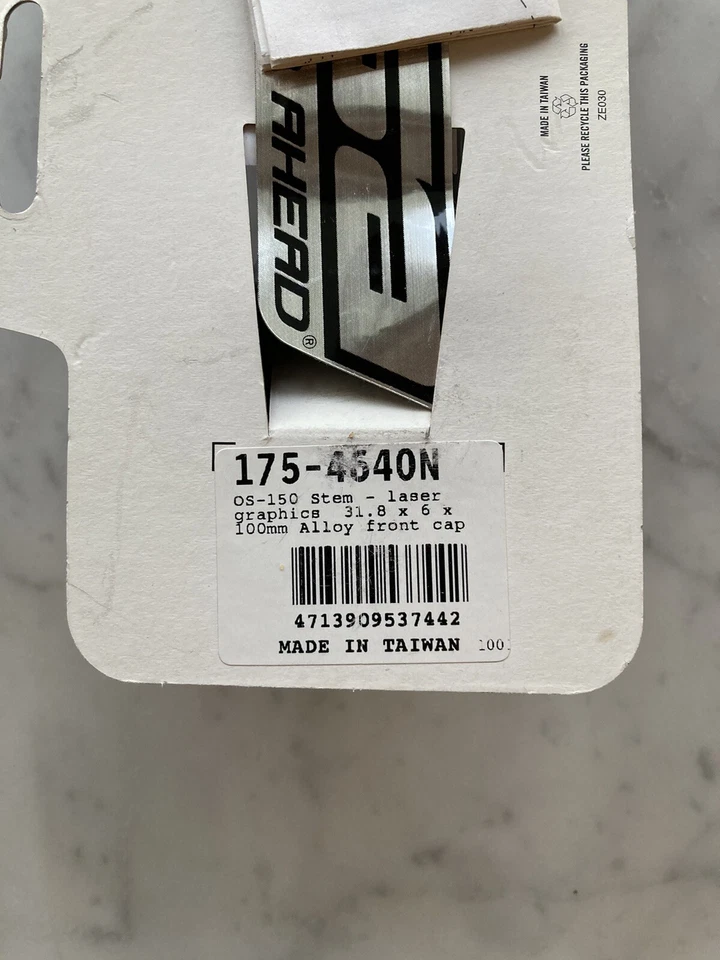 MADE IN TAIWAN
PLEASE RECYCLE THIS PACKAGING
ZE030
AHEAD®
175-4640N
OS-150 Stem - laser
graphics 31.8 x 6 x
100mm Alloy front cap
4713909537442
MADE IN TAIWAN